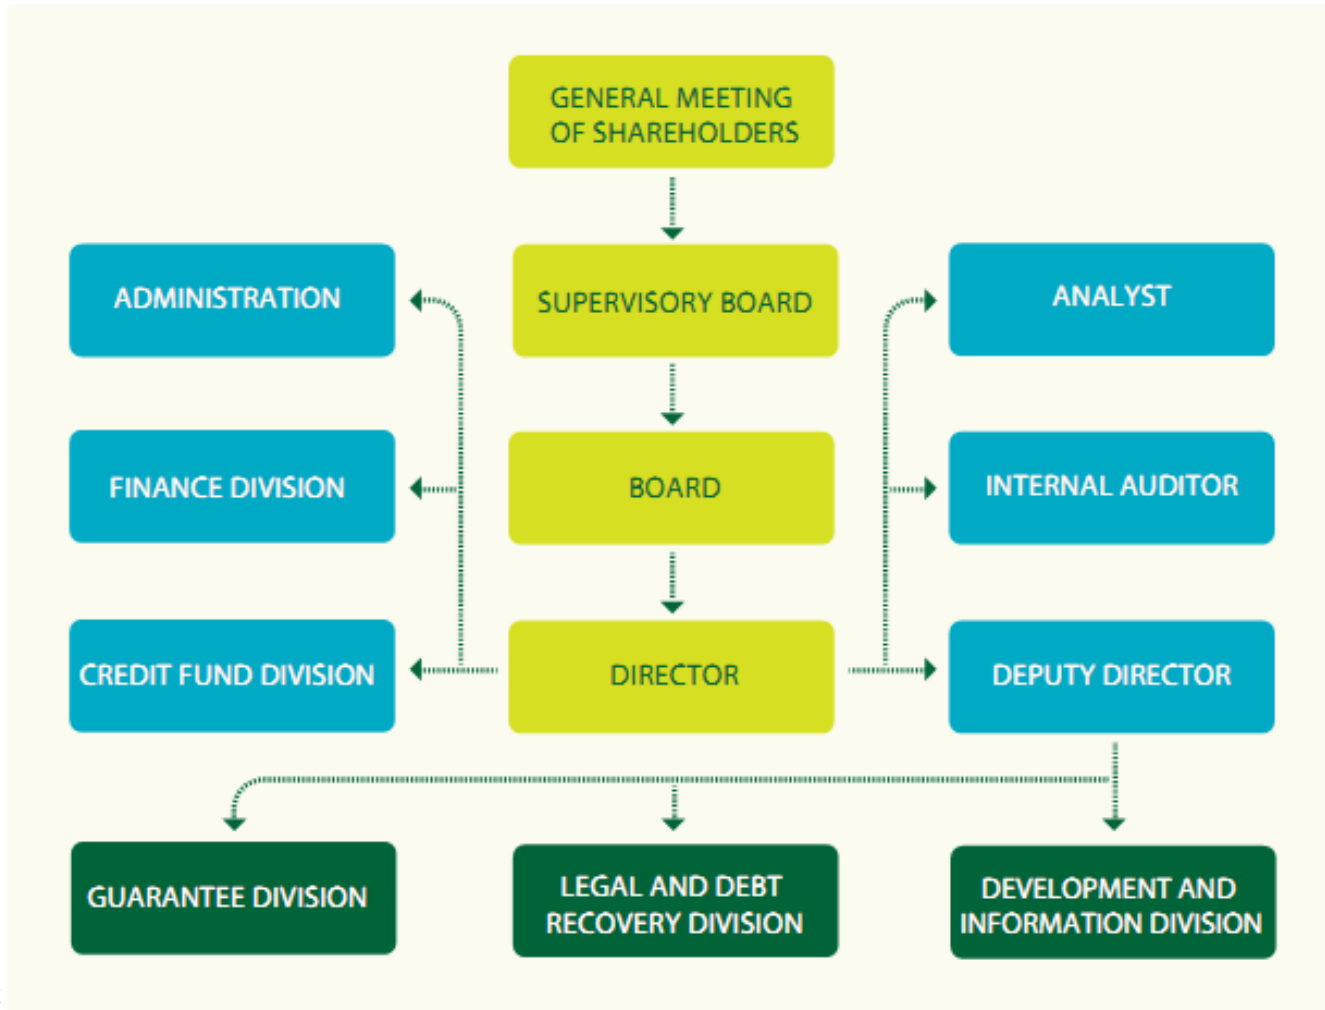 GENERAL MEETING
OF SHAREHOLDERS
ADMINISTRATION
SUPERVISORY BOARD
ANALYST
FINANCE DIVISION
BOARD
INTERNAL AUDITOR
CREDIT FUND DIVISION
DIRECTOR
DEPUTY DIRECTOR
GUARANTEE DIVISION
LEGAL AND DEBT
RECOVERY DIVISION
DEVELOPMENT AND
INFORMATION DIVISION